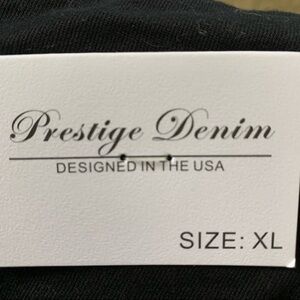 Prestige Denim
DESIGNED IN THE USA
SIZE: XL